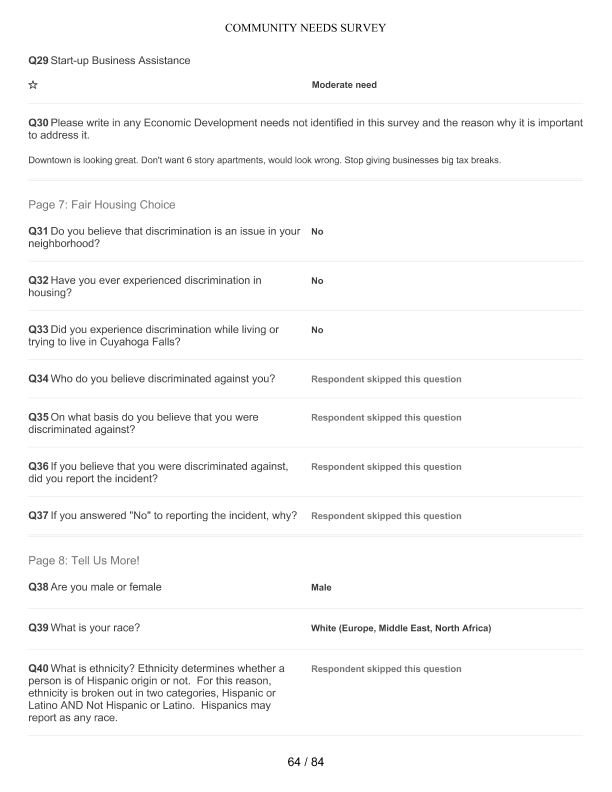 COMMUNITY NEEDS SURVEY
Q29 Start-up Business Assistance
☆ Moderate need
Q30 Please write in any Economic Development needs not identified in this survey and the reason why it is important
to address it.
Downtown is looking great. Don't want 6 story apartments, would look wrong. Stop giving businesses big tax breaks.
Page 7: Fair Housing Choice
Q31 Do you believe that discrimination is an issue in your No
neighborhood?
Q32 Have you ever experienced discrimination in No
housing?
Q33 Did you experience discrimination while living or No
trying to live in Cuyahoga Falls?
Q34 Who do you believe discriminated against you? Respondent skipped this question
Q35 On what basis do you believe that you were Respondent skipped this question
discriminated against?
Q36 If you believe that you were discriminated against, Respondent skipped this question
did you report the incident?
Q37 If you answered "No" to reporting the incident, why? Respondent skipped this question
Page 8: Tell Us More!
Q38 Are you male or female Male
Q39 What is your race? White (Europe, Middle East, North Africa)
Q40 What is ethnicity? Ethnicity determines whether a Respondent skipped this question
person is of Hispanic origin or not.  For this reason,
ethnicity is broken out in two categories, Hispanic or
Latino AND Not Hispanic or Latino.  Hispanics may
report as any race.
64 / 84